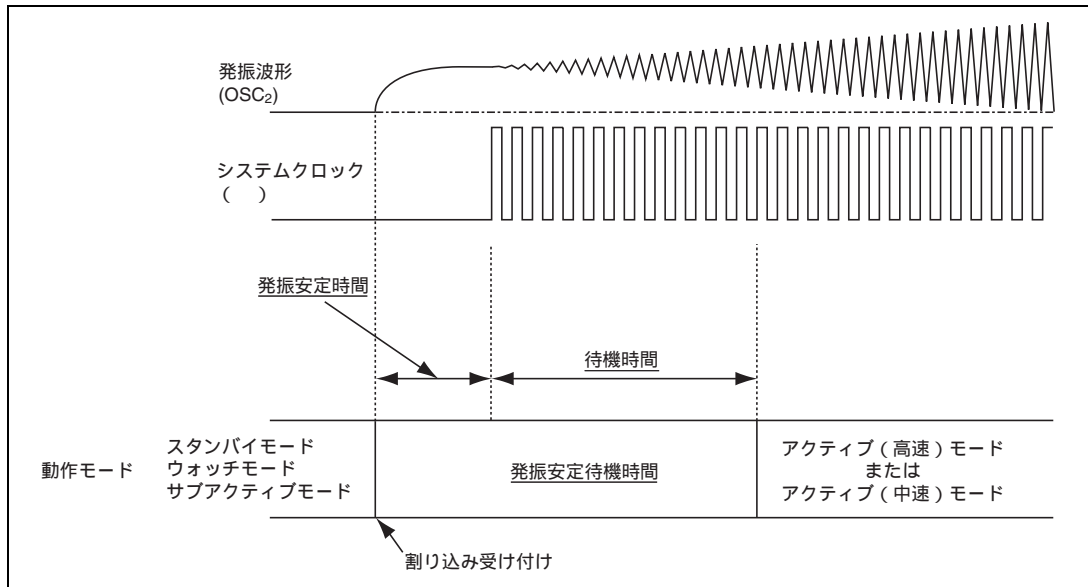 発振波形
(OSC2)
システムクロック
(　)
発振安定時間
待機時間
動作モード
スタンバイモード
ウォッチモード
サブアクティブモード
発振安定待機時間
アクティブ(高速)モード
または
アクティブ(中速)モード
割り込み受け付け